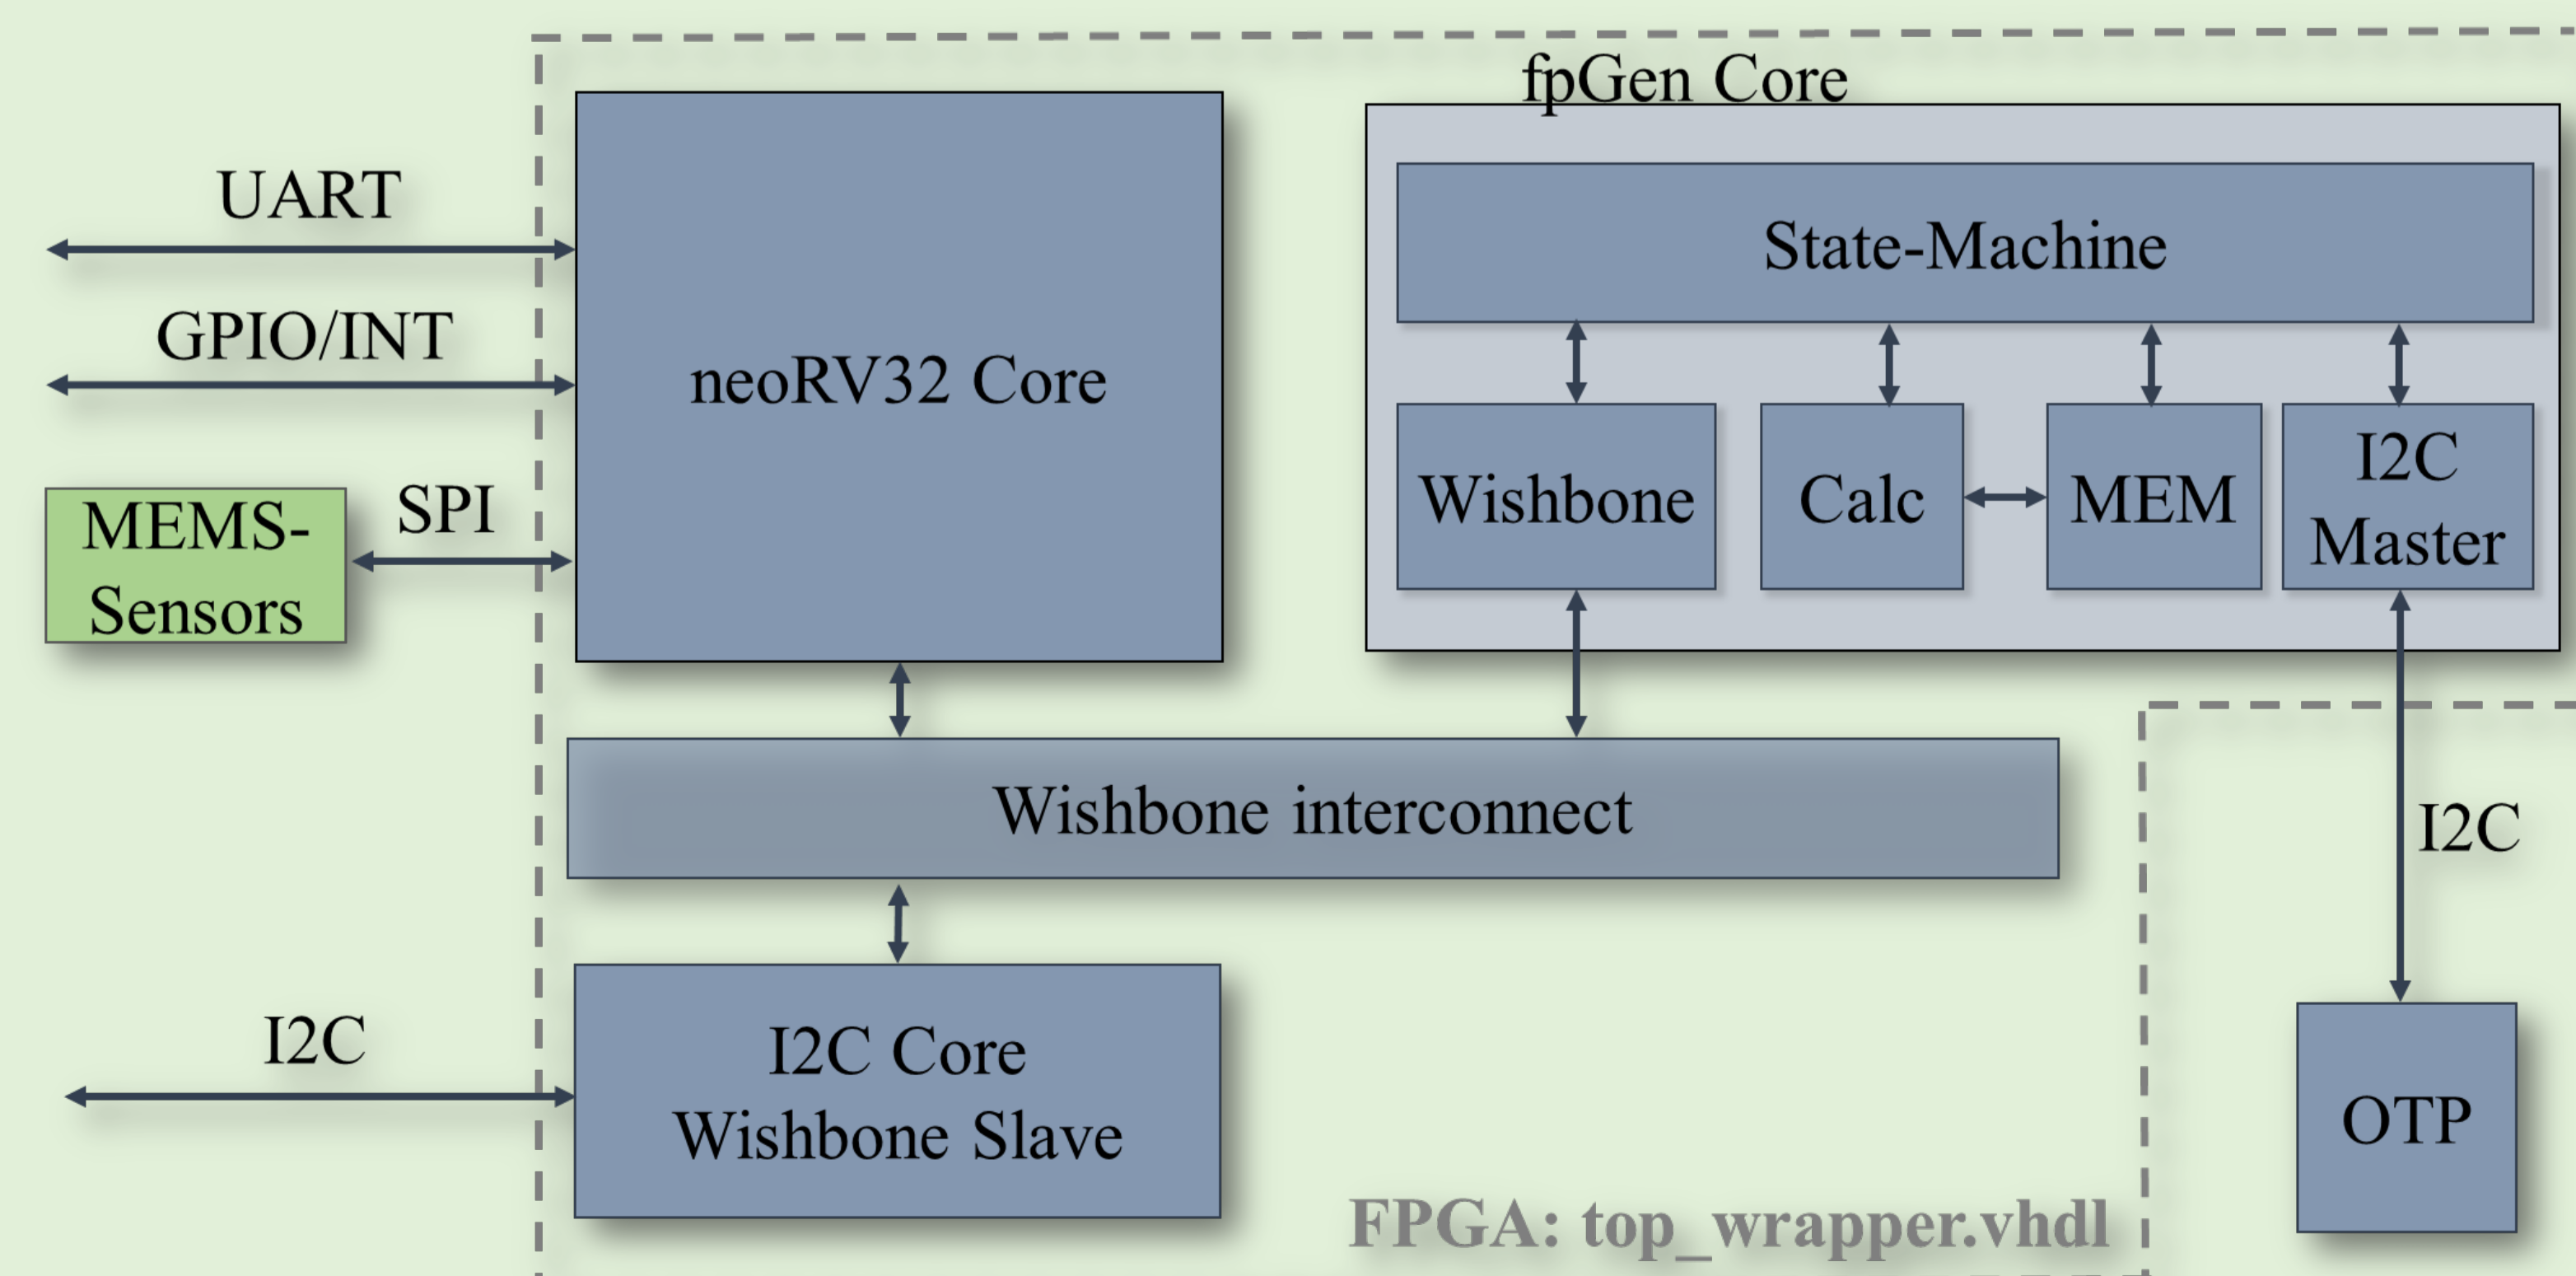 fpGen Core
UART
State-Machine
GPIO/INT
neoRV32 Core
MEMS-
Sensors
SPI
Wishbone
Calc
MEM
I2C
Master
Wishbone interconnect
I2C
I2C
I2C Core
Wishbone Slave
OTP
FPGA: top_wrapper.vhdl